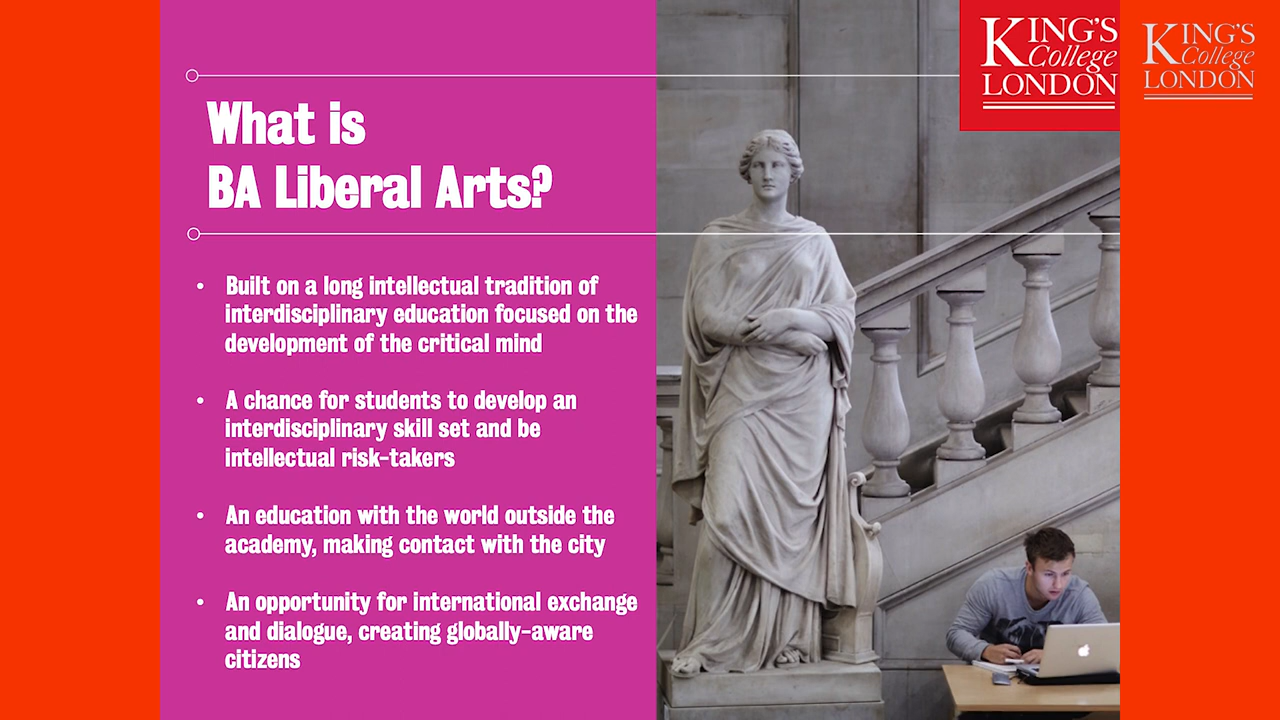 What is
BA Liberal Arts?
• Built on a long intellectual tradition of
interdisciplinary education focused on the
development of the critical mind
• A chance for students to develop an
interdisciplinary skill set and be
intellectual risk-takers
• An education with the world outside the
academy, making contact with the city
• An opportunity for international exchange
and dialogue, creating globally-aware
citizens
KING'S
College
LONDON
KING'S
College
LONDON